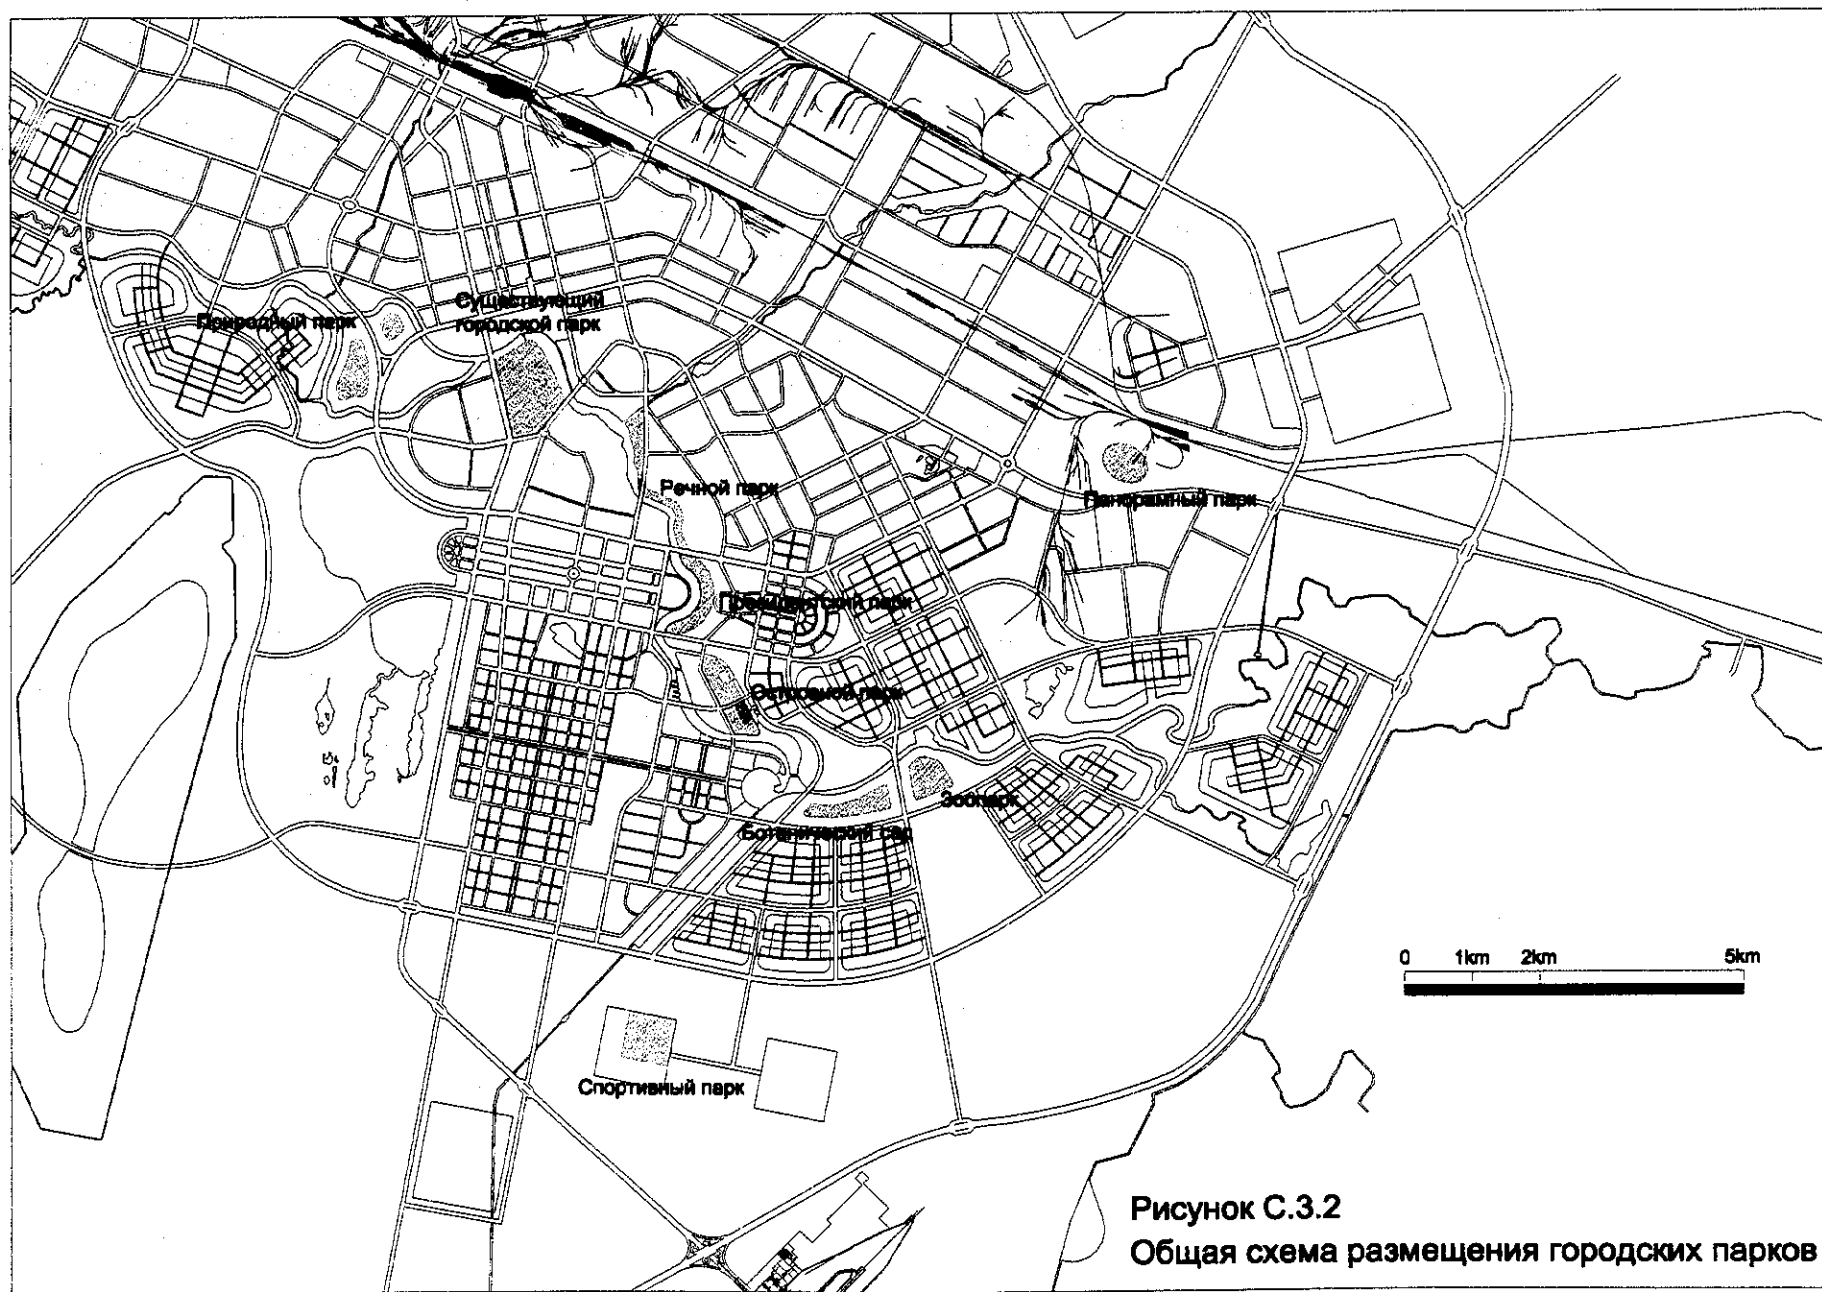 Существующий
городской парк
Природный парк
Речной парк
Панорамный парк
Президентский парк
Островной парк
Зоопарк
Ботанический сад
0 1km 2km 5km
Спортивный парк
Рисунок С.3.2
Общая схема размещения городских парков